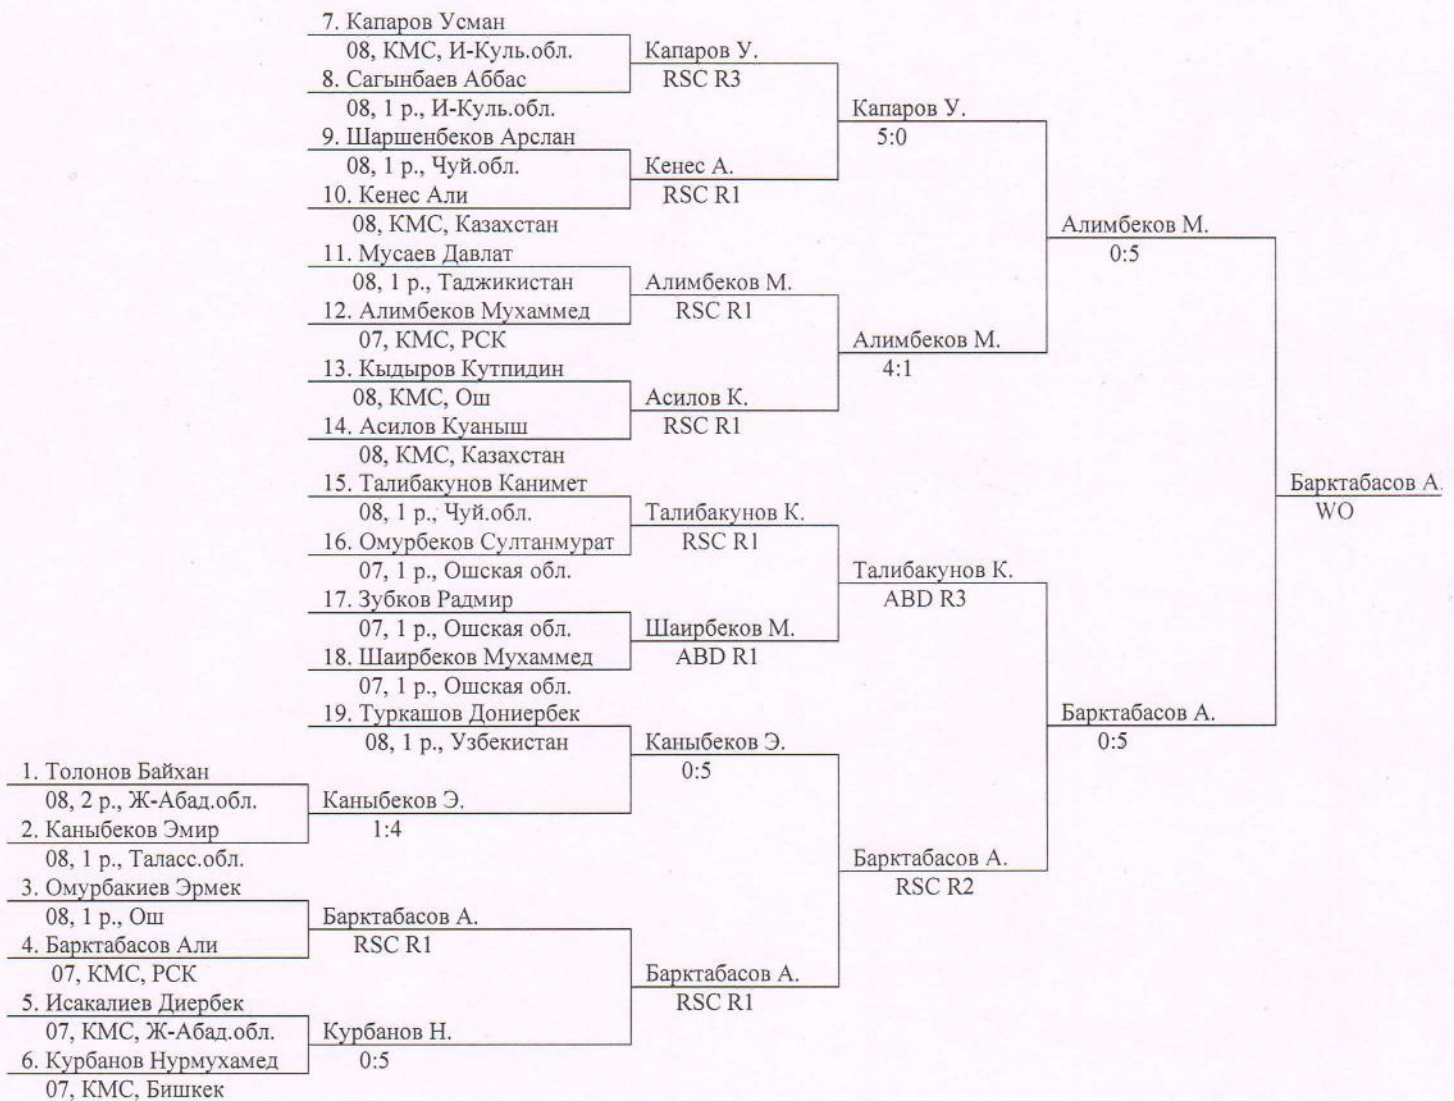 7. Капаров Усман
08, КМС, И-Куль.обл.
8. Сагынбаев Аббас
08, 1 р., И-Куль.обл.
9. Шаршенбеков Арслан
08, 1 р., Чуй.обл.
10. Кенес Али
08, КМС, Казахстан
11. Мусаев Давлат
08, 1 р., Таджикистан
12. Алимбеков Мухаммед
07, КМС, РСК
13. Кыдыров Кутпидин
08, КМС, Ош
14. Асилов Куаныш
08, КМС, Казахстан
15. Талибакунов Канимет
08, 1 р., Чуй.обл.
16. Омурбеков Султанмурат
07, 1 р., Ошская обл.
17. Зубков Радмир
07, 1 р., Ошская обл.
18. Шаирбеков Мухаммед
07, 1 р., Ошская обл.
19. Туркашов Дониербек
08, 1 р., Узбекистан
1. Толонов Байхан
08, 2 р., Ж-Абад.обл.
2. Каныбеков Эмир
08, 1 р., Таласс.обл.
3. Омурбакиев Эрмек
08, 1 р., Ош
4. Барктабасов Али
07, КМС, РСК
5. Исакалиев Диербек
07, КМС, Ж-Абад.обл.
6. Курбанов Нурмухамед
07, КМС, Бишкек
Каныбеков Э.
1:4
Барктабасов А.
RSC R1
Курбанов Н.
0:5
Капаров У.
RSC R3
Кенес А.
RSC R1
Алимбеков М.
RSC R1
Асилов К.
RSC R1
Талибакунов К.
RSC R1
Шаирбеков М.
ABD R1
Каныбеков Э.
0:5
Барктабасов А.
RSC R1
Капаров У.
5:0
Алимбеков М.
4:1
Талибакунов К.
ABD R3
Барктабасов А.
RSC R2
Алимбеков М.
0:5
Барктабасов А.
0:5
Барктабасов А.
WO